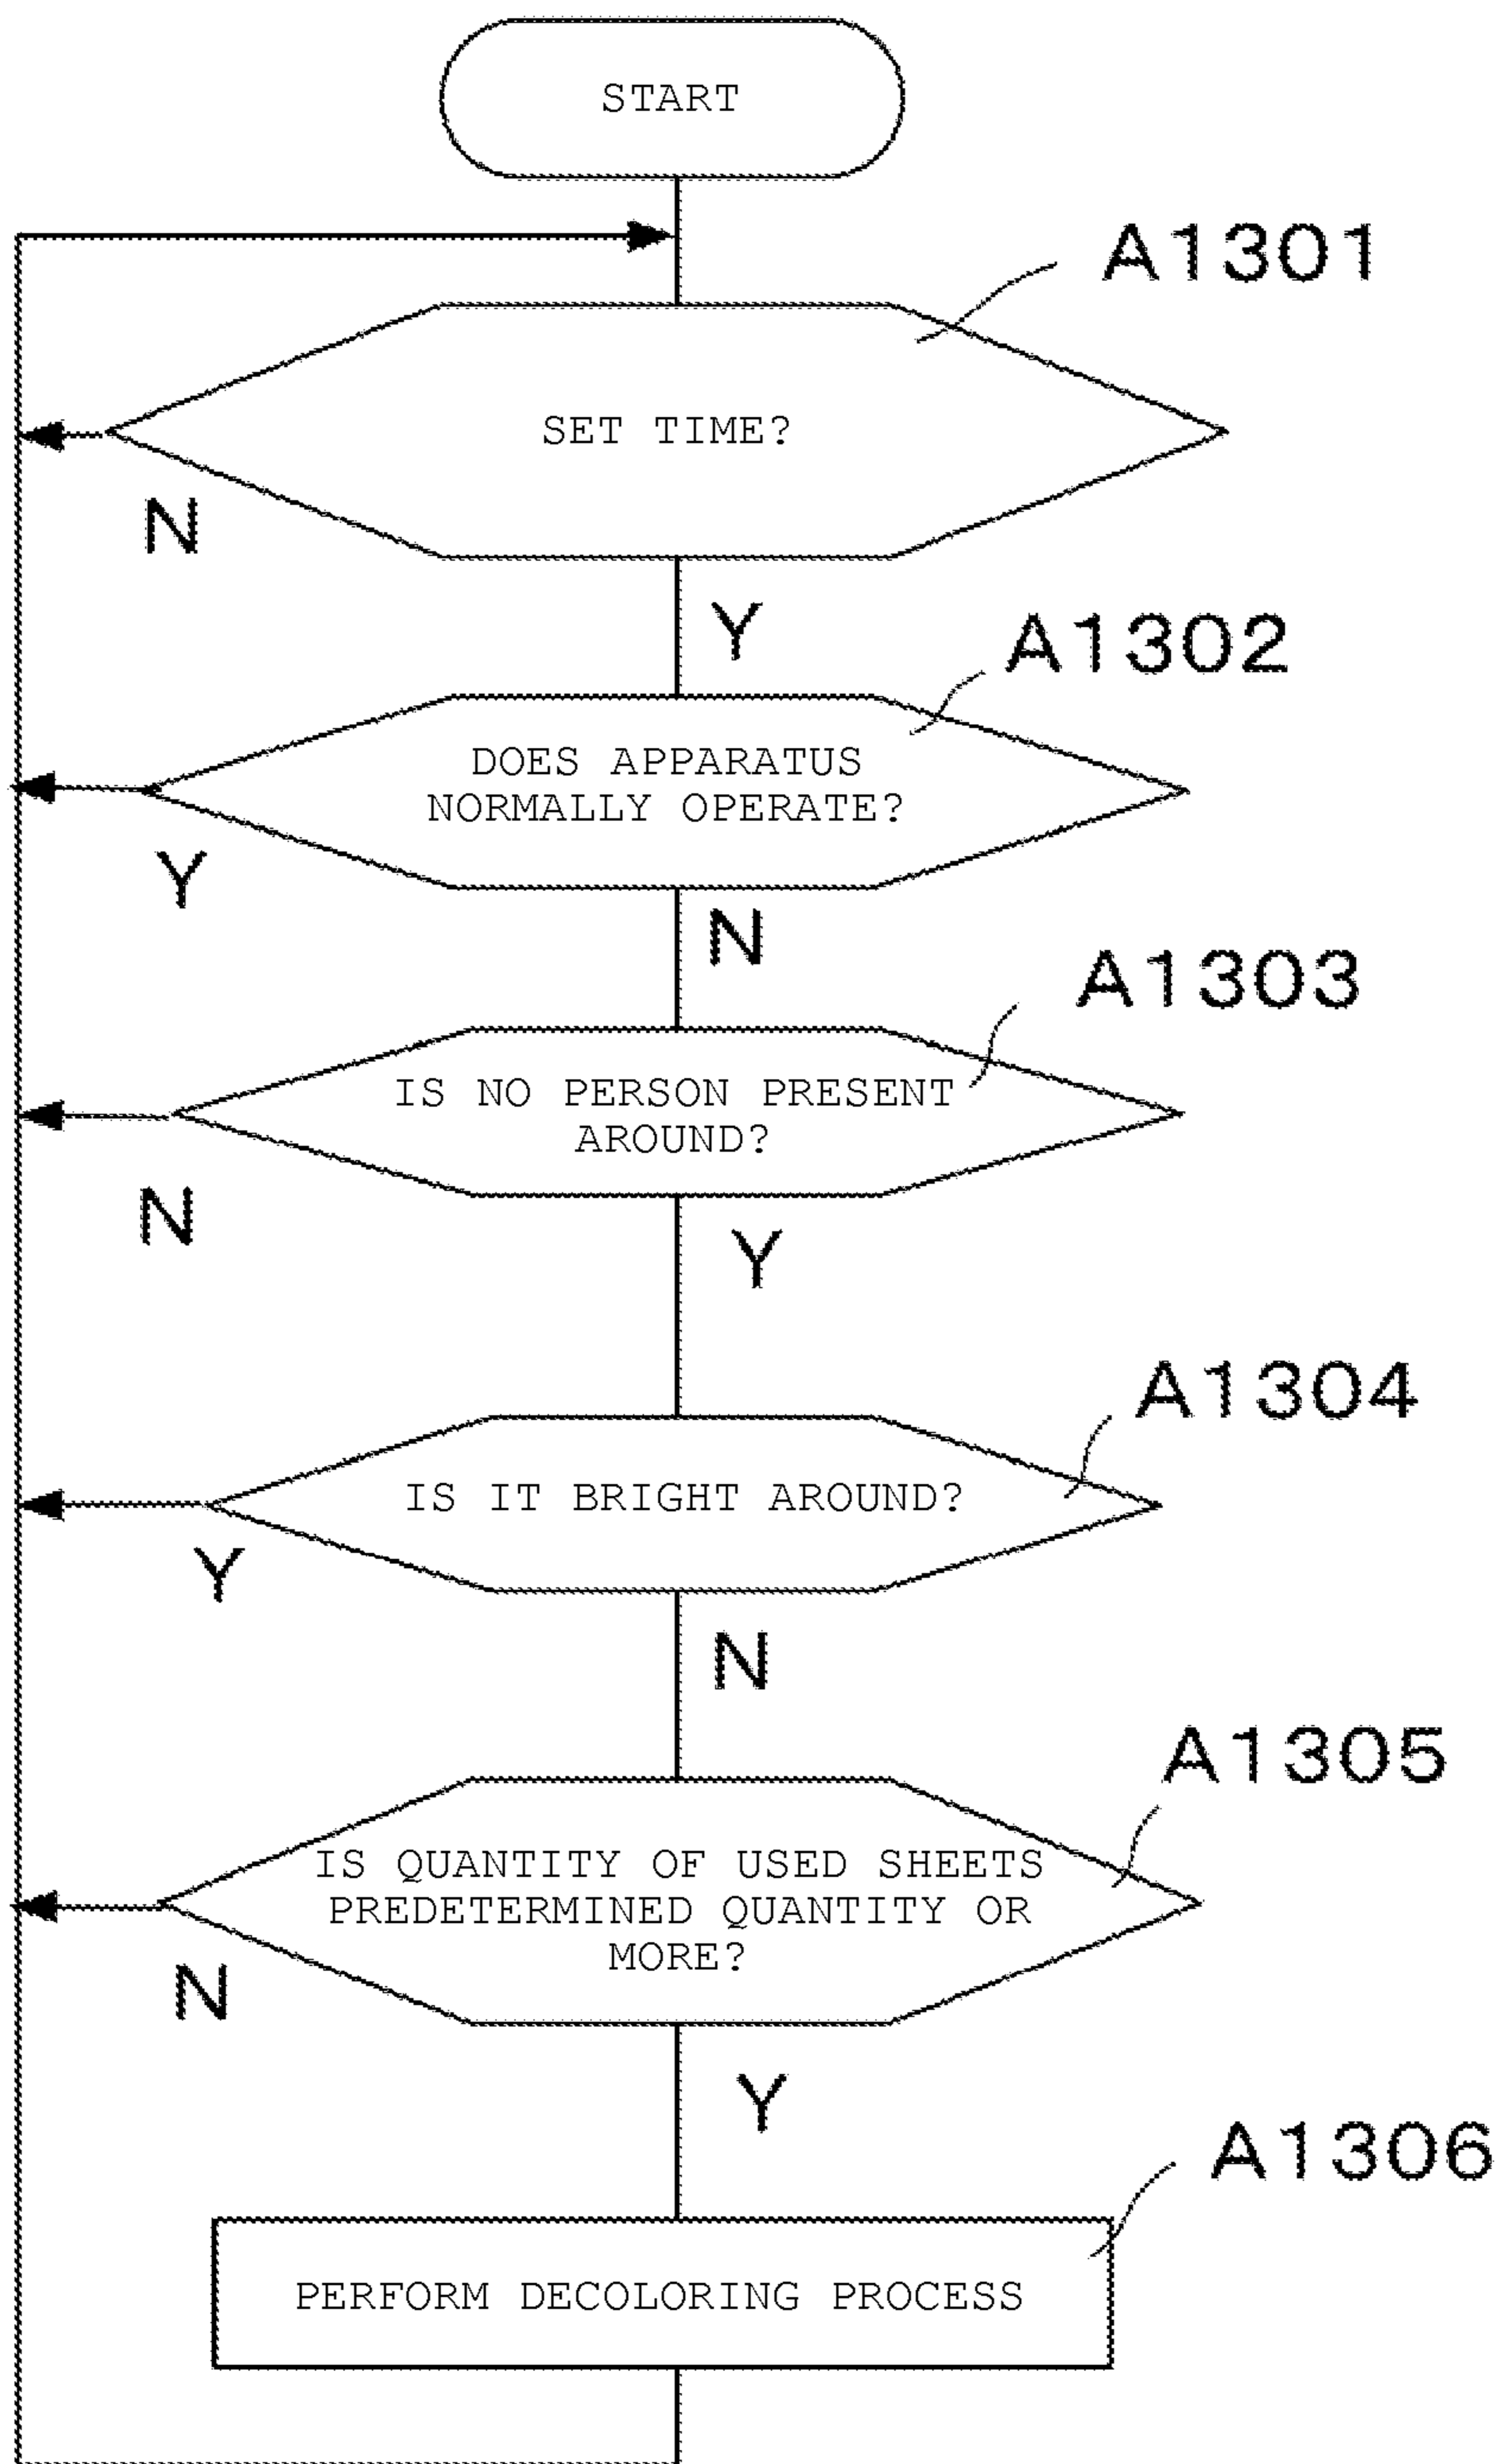 START
A1301
SET TIME?
N
Y
A1302
DOES APPARATUS
NORMALLY OPERATE?
Y
N
A1303
IS NO PERSON PRESENT
AROUND?
N
Y
A1304
IS IT BRIGHT AROUND?
Y
N
A1305
IS QUANTITY OF USED SHEETS
PREDETERMINED QUANTITY OR
MORE?
N
Y
A1306
PERFORM DECOLORING PROCESS